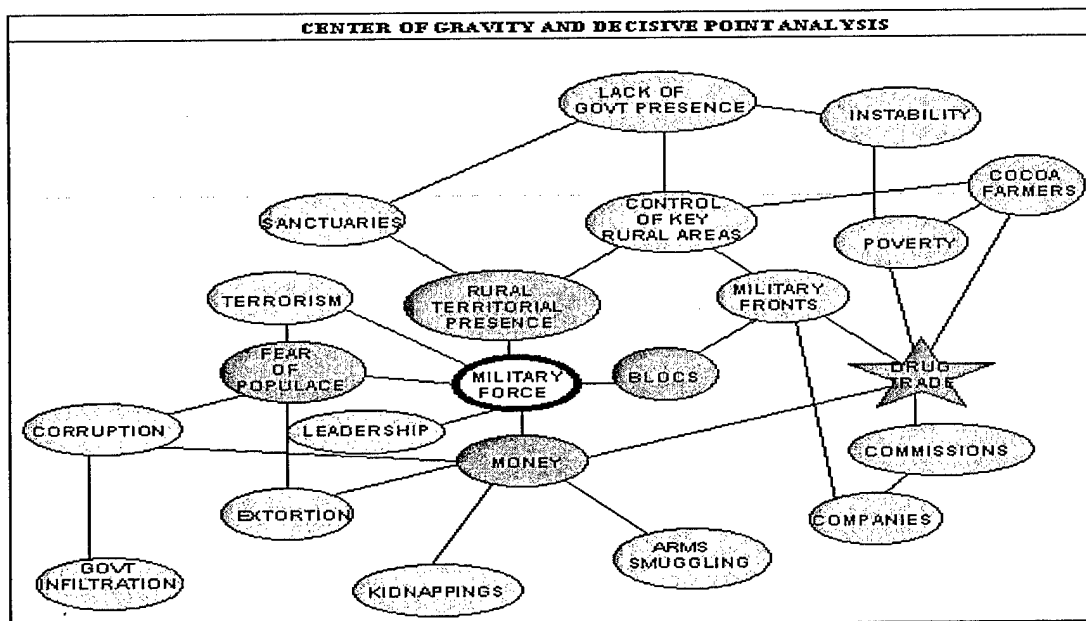 CENTER OF GRAVITY AND DECISIVE POINT ANALYSIS
LACK OF
GOVT PRESENCE
INSTABILITY
COCOA
FARMERS
SANCTUARIES
CONTROL
OF KEY
RURAL AREAS
POVERTY
TERRORISM
RURAL
TERRITORIAL
PRESENCE
MILITARY
FRONTS
FEAR
OF
POPULACE
MILITARY
FORCE
BLOCS
DRUG
TRADE
CORRUPTION
LEADERSHIP
MONEY
COMMISSIONS
EXTORTION
COMPANIES
GOVT
INFILTRATION
KIDNAPPINGS
ARMS
SMUGGLING